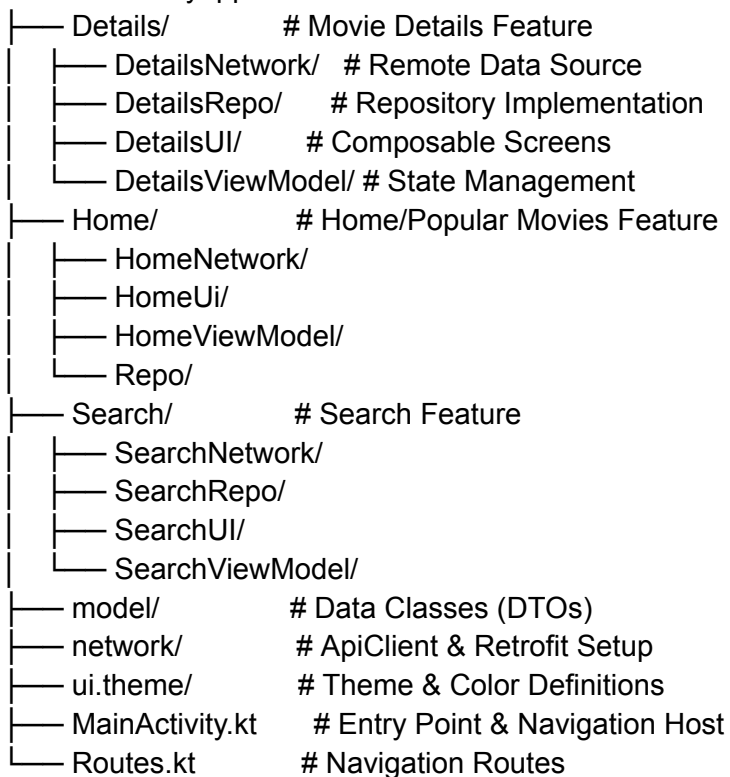 ├── Details/ # Movie Details Feature
│ ├── DetailsNetwork/ # Remote Data Source
│ ├── DetailsRepo/ # Repository Implementation
│ ├── DetailsUI/ # Composable Screens
│ └── DetailsViewModel/ # State Management
├── Home/ # Home/Popular Movies Feature
│ ├── HomeNetwork/
│ ├── HomeUi/
│ ├── HomeViewModel/
│ └── Repo/
├── Search/ # Search Feature
│ ├── SearchNetwork/
│ ├── SearchRepo/
│ ├── SearchUI/
│ └── SearchViewModel/
├── model/ # Data Classes (DTOs)
├── network/ # ApiClient & Retrofit Setup
├── ui.theme/ # Theme & Color Definitions
├── MainActivity.kt # Entry Point & Navigation Host
└── Routes.kt # Navigation Routes